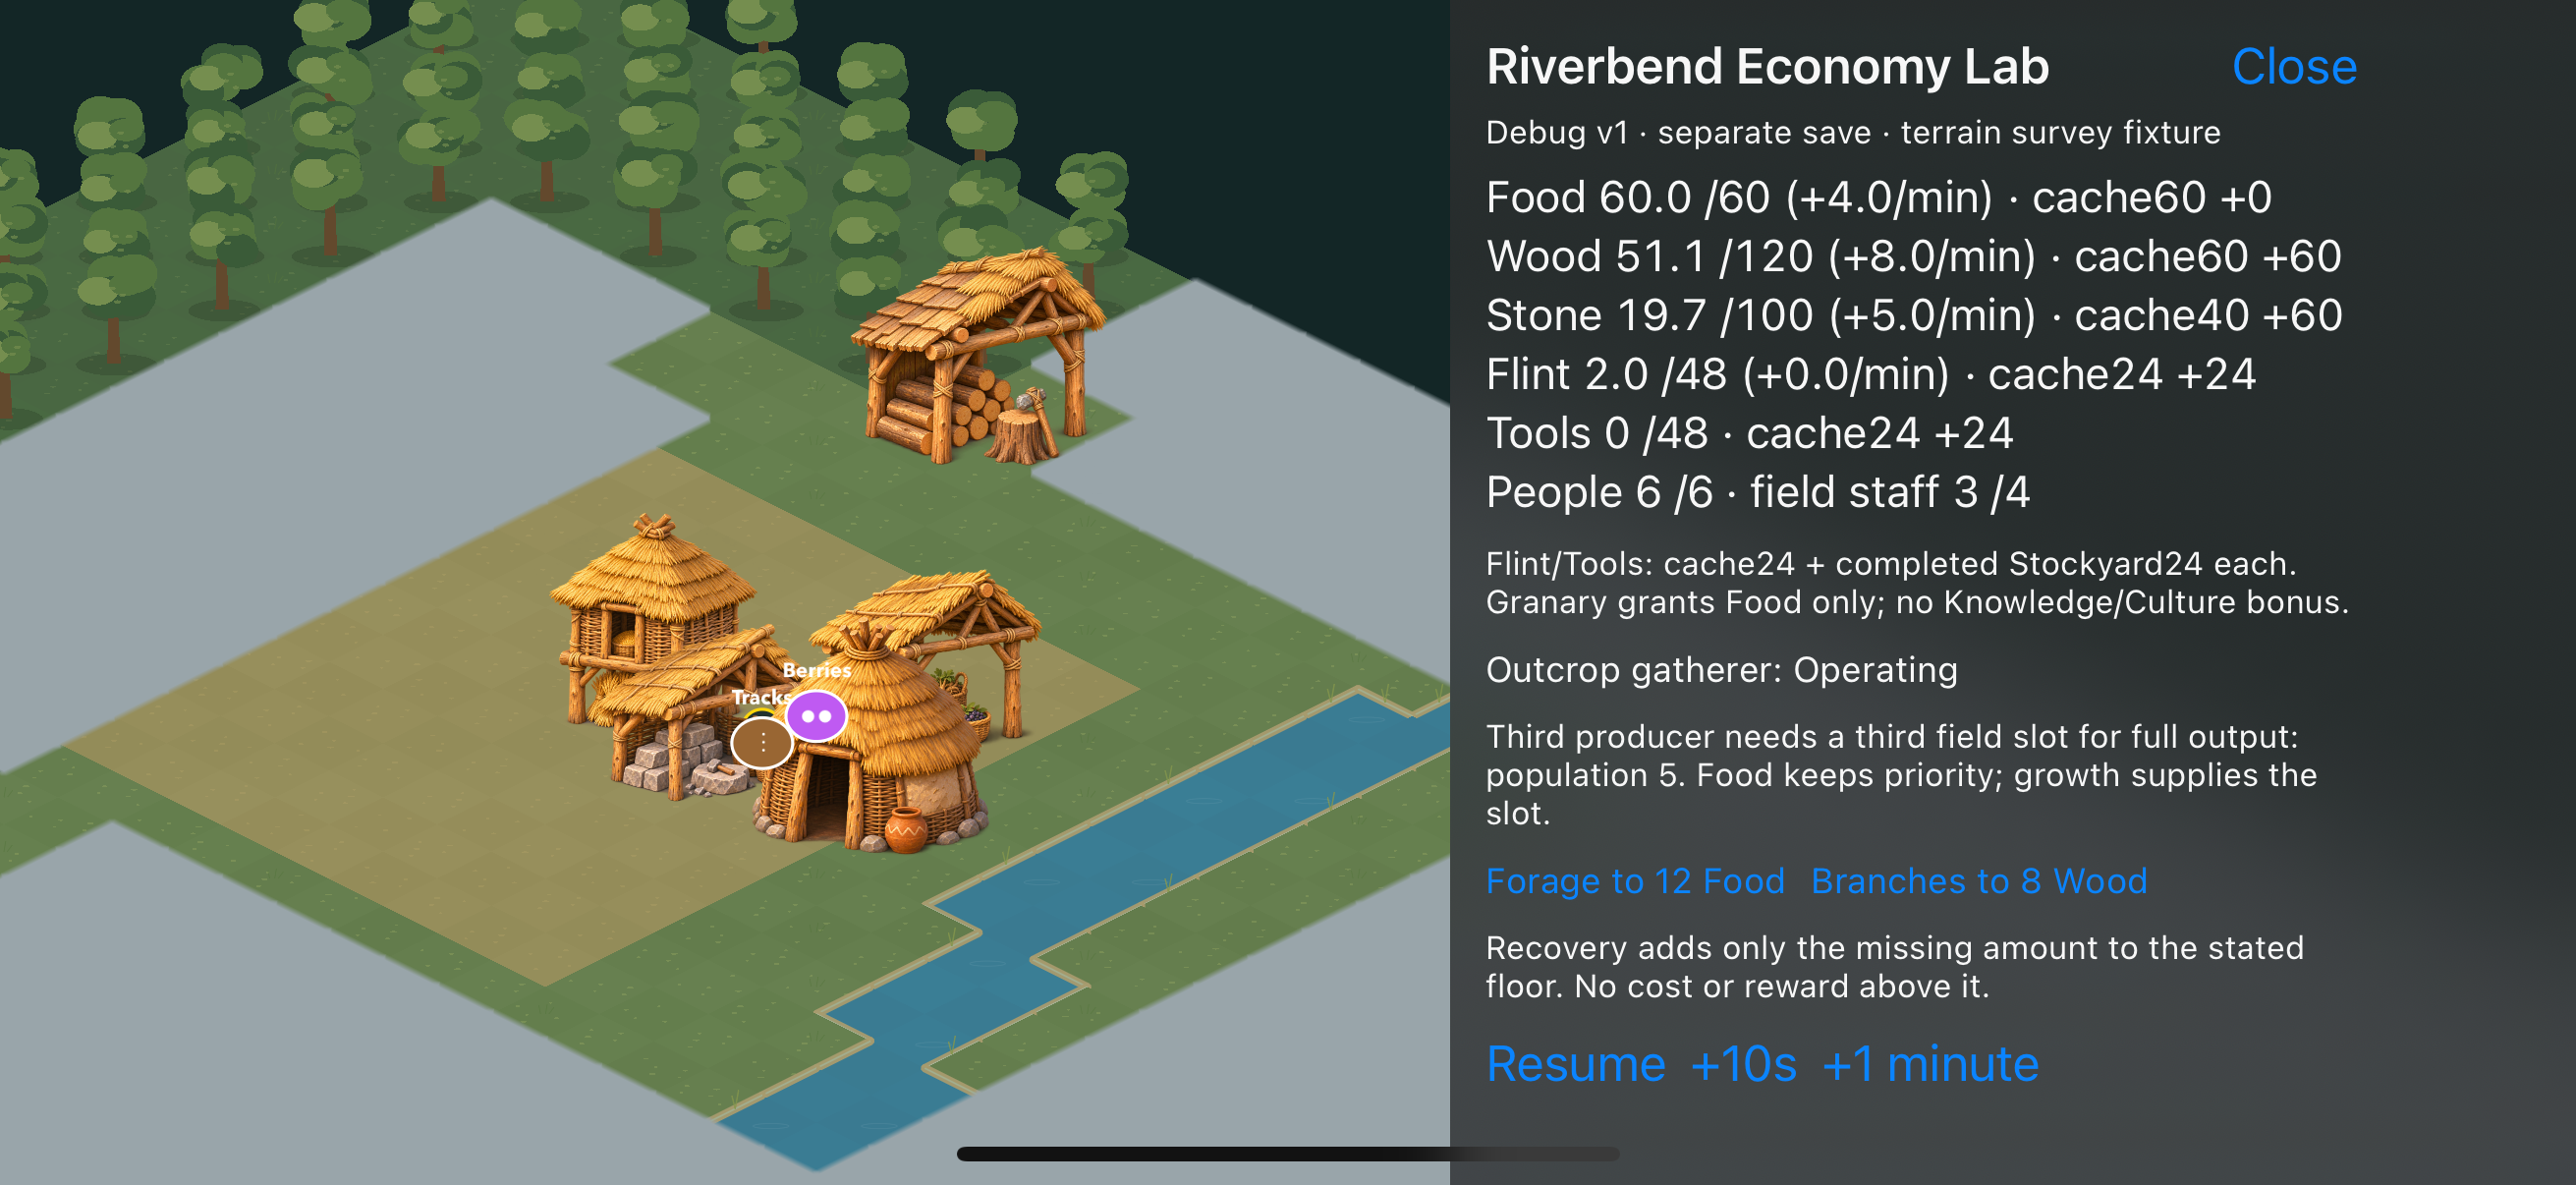 Riverbend Economy Lab
Close
Debug v1 · separate save · terrain survey fixture
Food 60.0 /60 (+4.0/min) · cache60 +0
Wood 51.1 /120 (+8.0/min) · cache60 +60
Stone 19.7 /100 (+5.0/min) · cache40 +60
Flint 2.0 /48 (+0.0/min) · cache24 +24
Tools 0 /48 · cache24 +24
People 6 /6 · field staff 3 /4
Flint/Tools: cache24 + completed Stockyard24 each.
Granary grants Food only; no Knowledge/Culture bonus.
Outcrop gatherer: Operating
Third producer needs a third field slot for full output:
population 5. Food keeps priority; growth supplies the
slot.
Forage to 12 Food  Branches to 8 Wood
Recovery adds only the missing amount to the stated
floor. No cost or reward above it.
Resume  +10s  +1 minute
Berries
Tracks